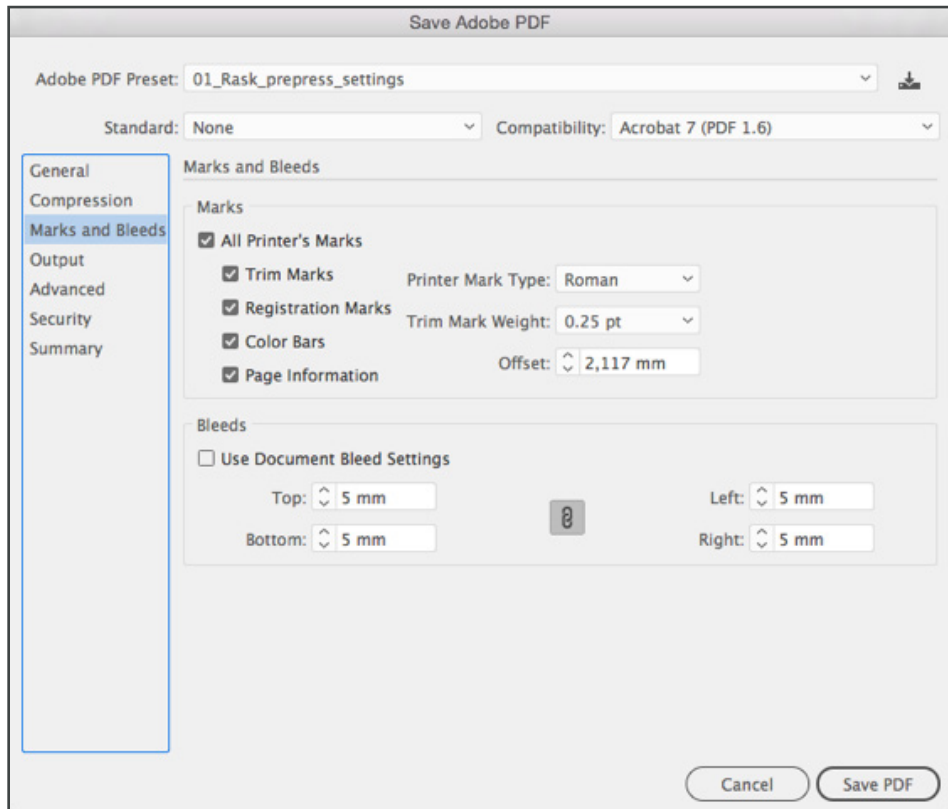 Save Adobe PDF
Adobe PDF Preset: 01_Rask_prepress_settings
Standard: None Compatibility: Acrobat 7 (PDF 1.6)
General
Compression
Marks and Bleeds
Output
Advanced
Security
Summary
Marks and Bleeds
Marks
All Printer's Marks
Trim Marks
Registration Marks
Color Bars
Page Information
Printer Mark Type: Roman
Trim Mark Weight: 0.25 pt
Offset: 2,117 mm
Bleeds
Use Document Bleed Settings
Top: 5 mm Left: 5 mm
Bottom: 5 mm Right: 5 mm
Cancel Save PDF